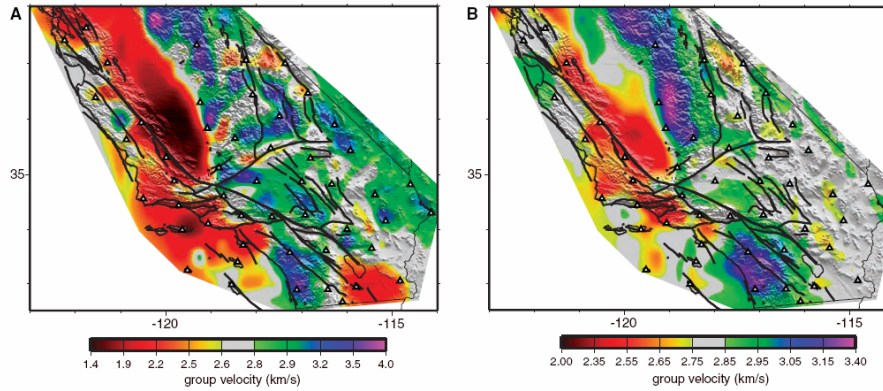 A
B
35
35
-120
-115
-120
-115
1.4 1.9 2.2 2.5 2.6 2.8 2.9 3.2 3.5 4.0
2.00 2.35 2.55 2.65 2.75 2.85 2.95 3.05 3.15 3.40
group velocity (km/s)
group velocity (km/s)